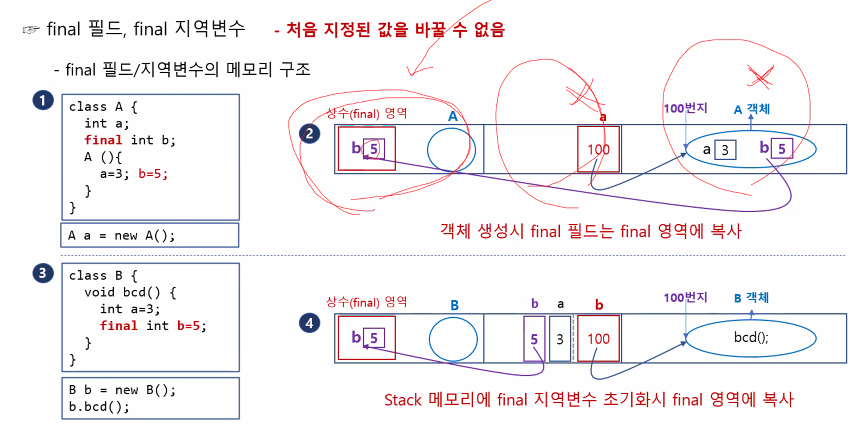 ☞ final 필드, final 지역변수 - 처음 지정된 값을 바꿀 수 없음
- final 필드/지역변수의 메모리 구조
1
class A {
int a;
final int b;
A (){
a=3; b=5;
}
}
A a = new A();
2
상수(final) 영역
A
a
100번지
A 객체
b 5
100
a 3
b 5
객체 생성시 final 필드는 final 영역에 복사
3
class B {
void bcd() {
int a=3;
final int b=5;
}
}
B b = new B();
b.bcd();
4
상수(final) 영역
B
b
a
b
100번지
B 객체
b 5
5
3
100
bcd();
Stack 메모리에 final 지역변수 초기화시 final 영역에 복사